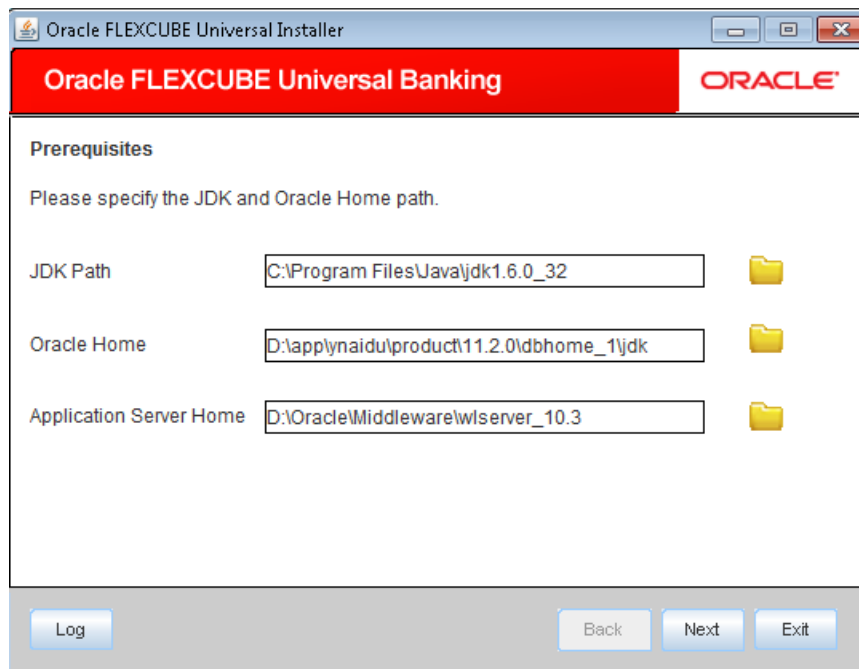 Oracle FLEXCUBE Universal Installer
Oracle FLEXCUBE Universal Banking
ORACLE
Prerequisites
Please specify the JDK and Oracle Home path.
JDK Path C:\Program Files\Java\jdk1.6.0_32
Oracle Home D:\app\ynaidu\product\11.2.0\dbhome_1\jdk
Application Server Home D:\Oracle\Middleware\wlserver_10.3
Log Back Next Exit